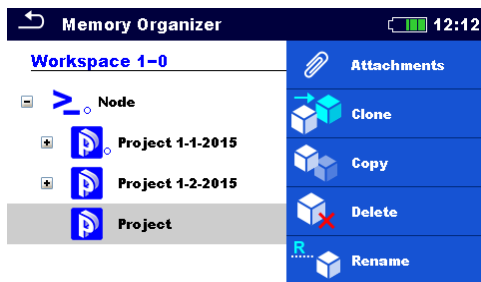 Memory Organizer
12:12
Workspace 1-0
Node
Project 1-1-2015
Project 1-2-2015
Project
Attachments
Clone
Copy
Delete
R
Rename